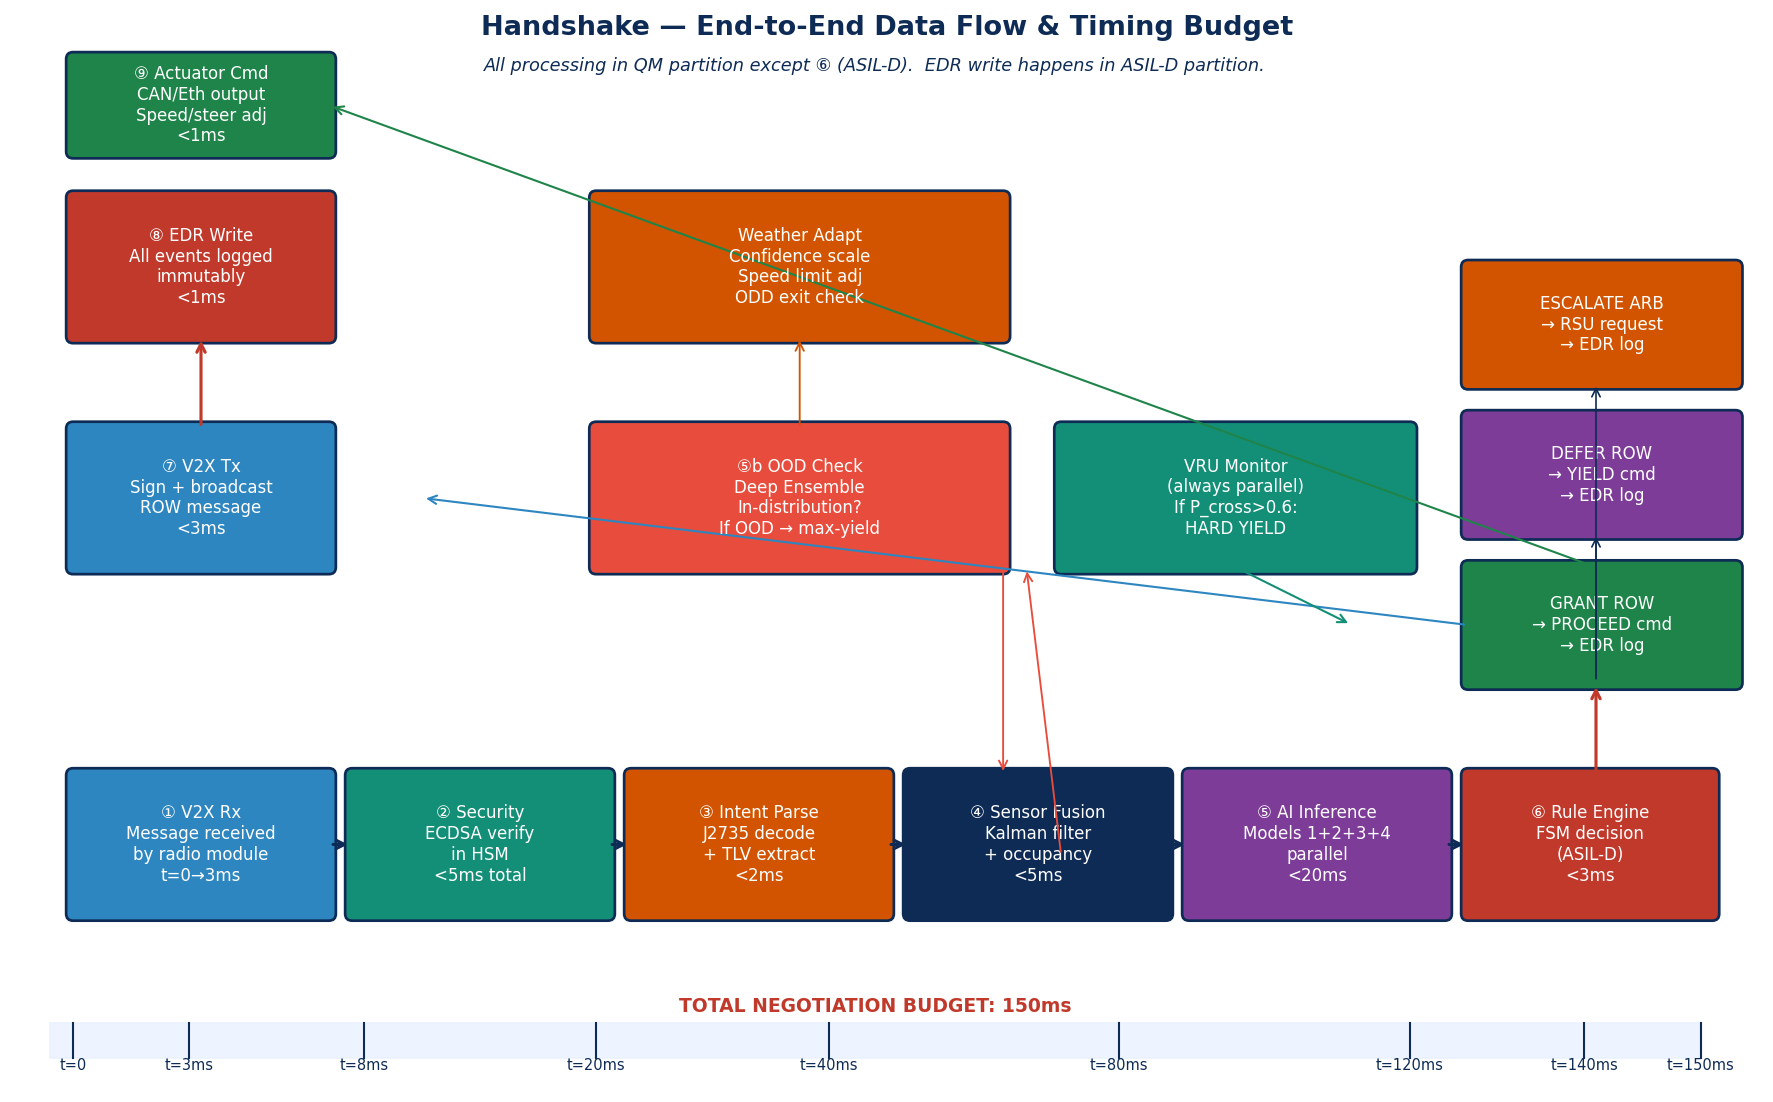 Handshake — End-to-End Data Flow & Timing Budget
All processing in QM partition except ⑥ (ASIL-D).  EDR write happens in ASIL-D partition.
⑨ Actuator Cmd
CAN/Eth output
Speed/steer adj
<1ms
⑧ EDR Write
All events logged
immutably
<1ms
Weather Adapt
Confidence scale
Speed limit adj
ODD exit check
ESCALATE ARB
→ RSU request
→ EDR log
⑦ V2X Tx
Sign + broadcast
ROW message
<3ms
⑤b OOD Check
Deep Ensemble
In-distribution?
If OOD → max-yield
VRU Monitor
(always parallel)
If P_cross>0.6:
HARD YIELD
DEFER ROW
→ YIELD cmd
→ EDR log
GRANT ROW
→ PROCEED cmd
→ EDR log
① V2X Rx
Message received
by radio module
t=0→3ms
② Security
ECDSA verify
in HSM
<5ms total
③ Intent Parse
J2735 decode
+ TLV extract
<2ms
④ Sensor Fusion
Kalman filter
+ occupancy
<5ms
⑤ AI Inference
Models 1+2+3+4
parallel
<20ms
⑥ Rule Engine
FSM decision
(ASIL-D)
<3ms
TOTAL NEGOTIATION BUDGET: 150ms
t=0
t=3ms
t=8ms
t=20ms
t=40ms
t=80ms
t=120ms
t=140ms
t=150ms